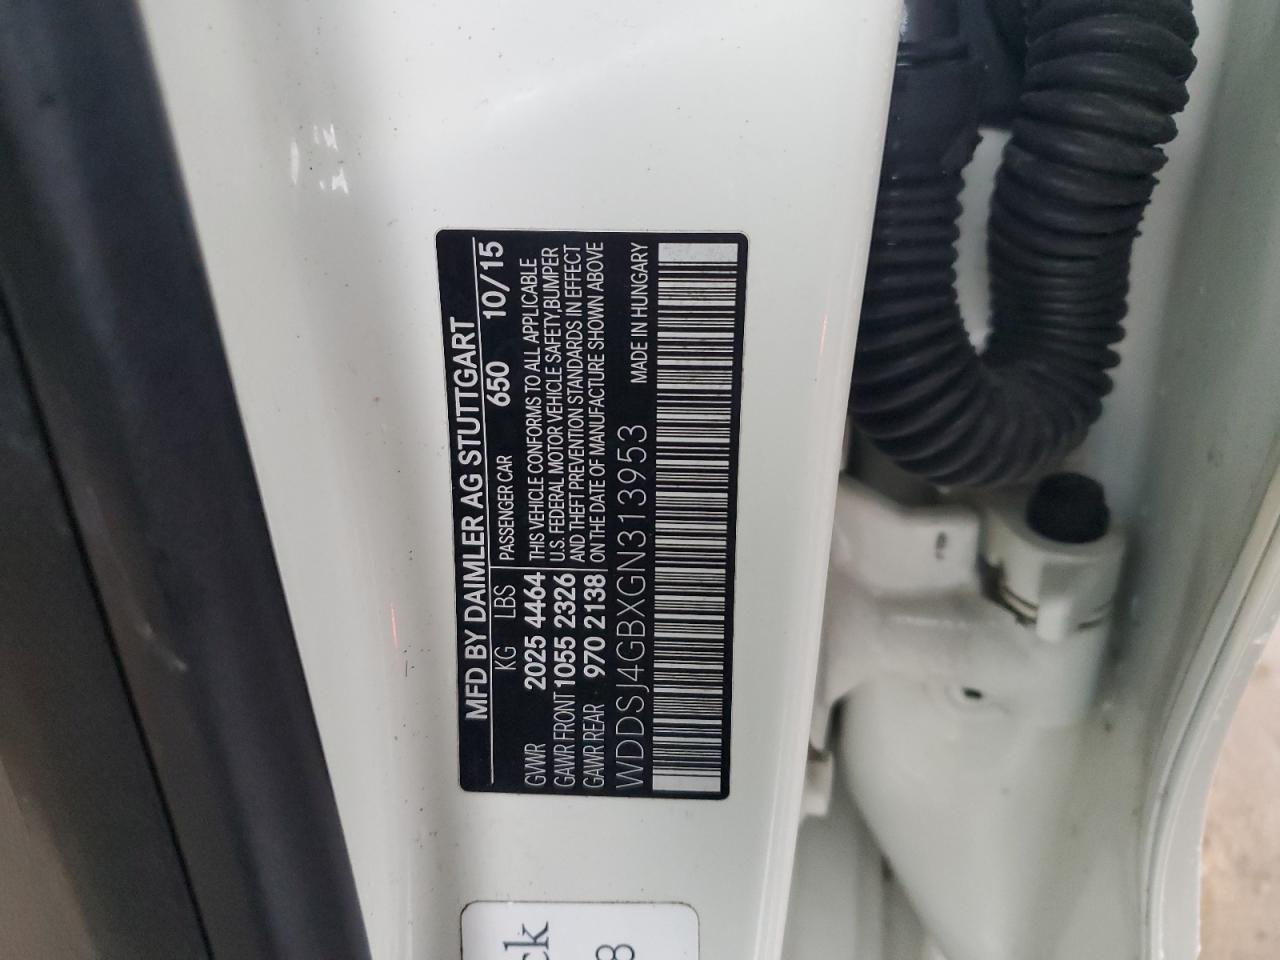 MFD BY DAIMLER AG STUTTGART
KG LBS PASSENGER CAR 650 10/15
GVWR 2025 4464 THIS VEHICLE CONFORMS TO ALL APPLICABLE
GAWR FRONT 1055 2326 U.S. FEDERAL MOTOR VEHICLE SAFETY,BUMPER
GAWR REAR 970 2138 AND THEFT PREVENTION STANDARDS IN EFFECT
ON THE DATE OF MANUFACTURE SHOWN ABOVE
WDDSJ4GBXGN313953 MADE IN HUNGARY
ck
8